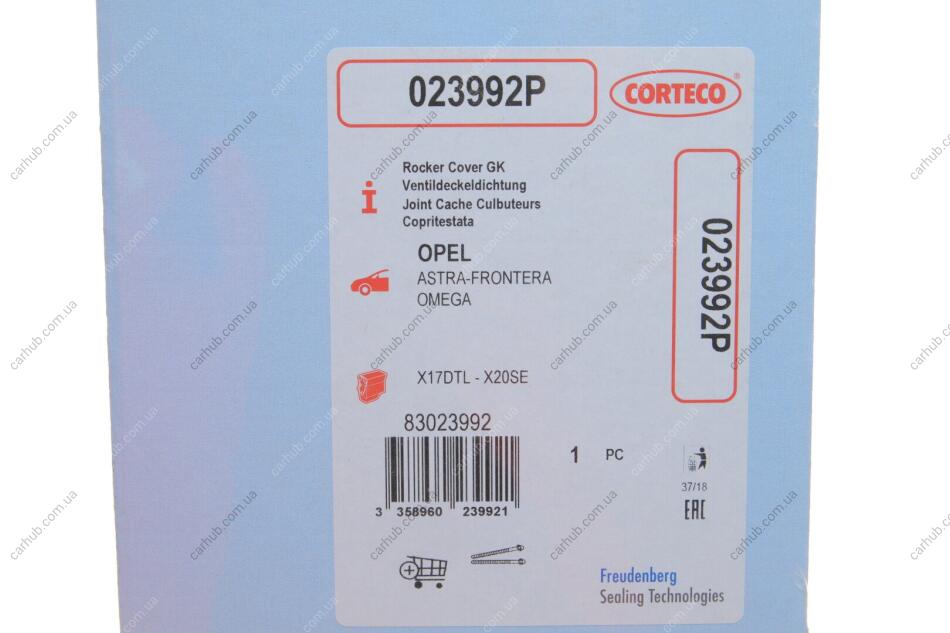 023992P
CORTECO
Rocker Cover GK
Ventildeckeldichtung
Joint Cache Culbuteurs
Copritestata
OPEL
ASTRA-FRONTERA
OMEGA
023992P
X17DTL - X20SE
83023992
1 PC
3 358960 239921
37/18
EAC
Freudenberg
Sealing Technologies
carhub.com.ua